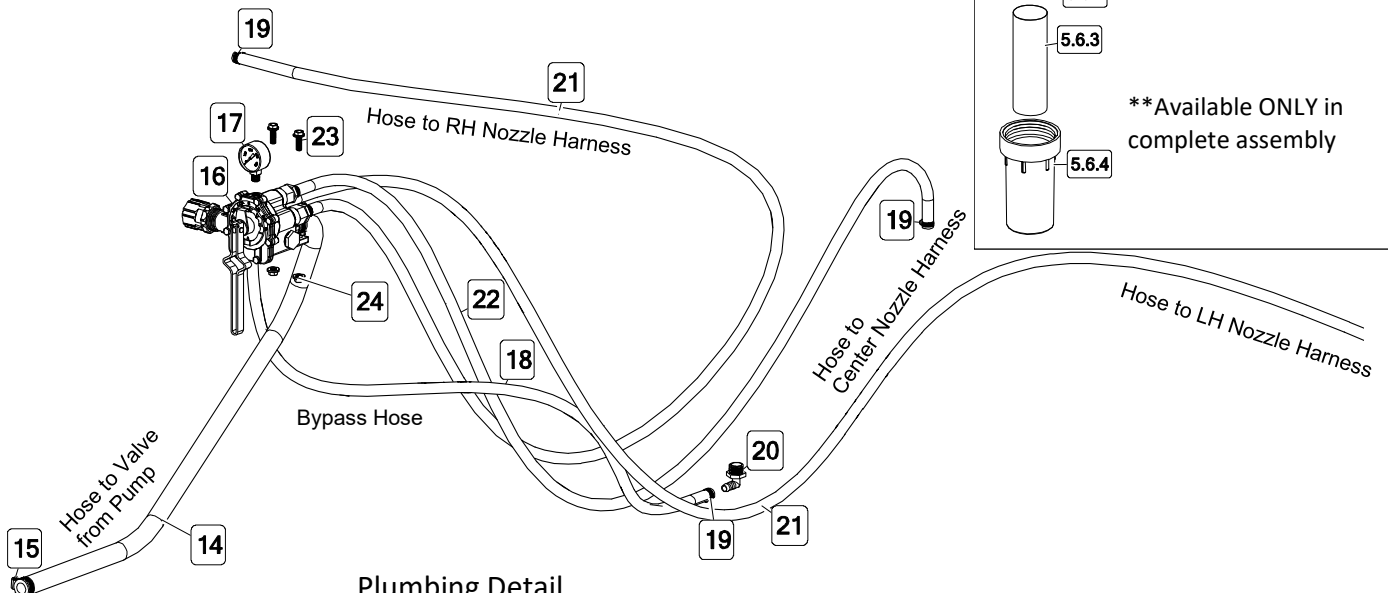 19
21
Hose to RH Nozzle Harness
17
23
16
5.6.3
**Available ONLY in
complete assembly
5.6.4
19
24
22
18
Bypass Hose
Hose to
Center Nozzle Harness
Hose to LH Nozzle Harness
Hose to Valve
from Pump
20
19
21
14
15
Plumbing Detail